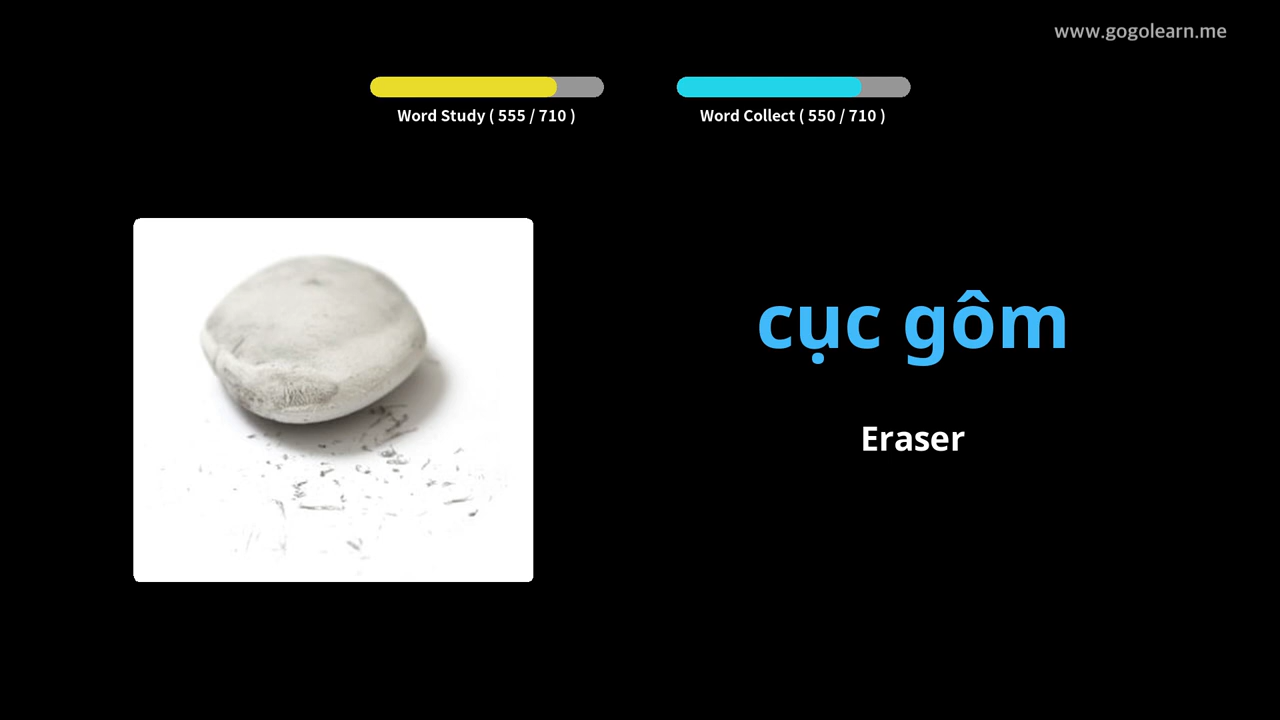 www.gogolearn.me
Word Study ( 555 / 710 )
Word Collect ( 550 / 710 )
cục gôm
Eraser